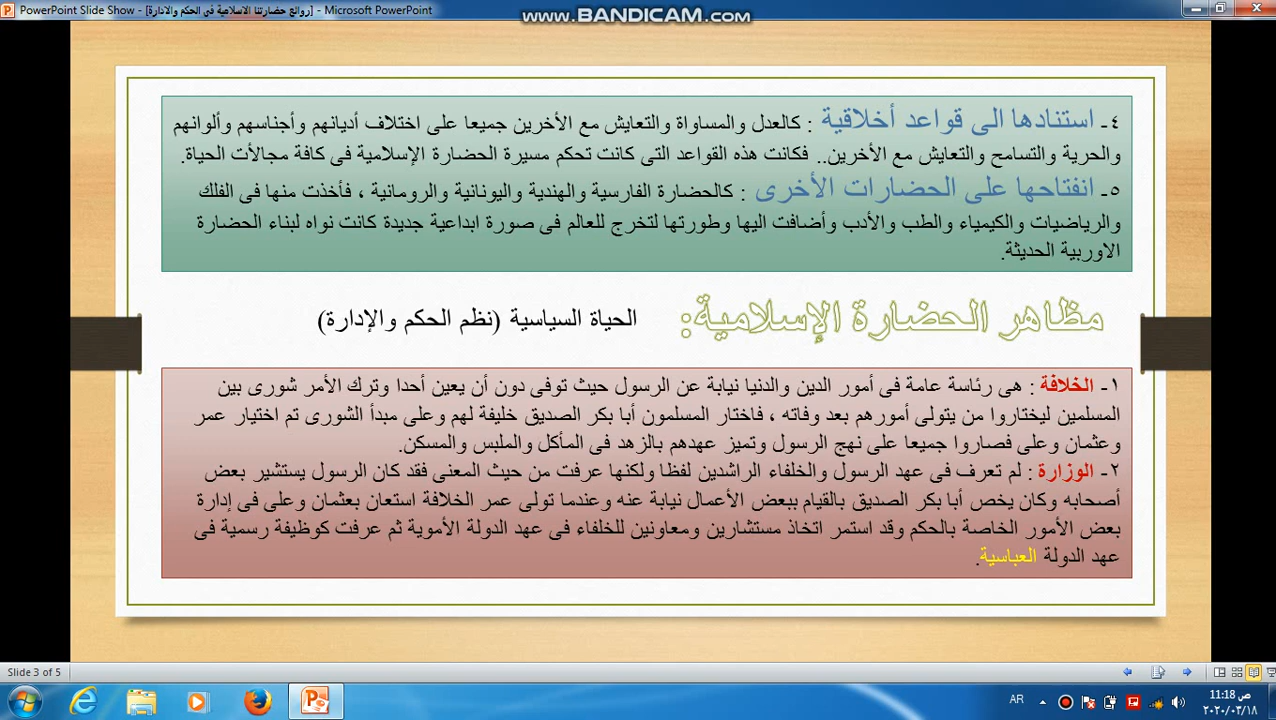 PowerPoint Slide Show - [روائع حضارتنا الاسلامية في الحكم والادارة] - Microsoft PowerPoint
www.BANDICAM.com
٤- استنادها الى قواعد أخلاقية : كالعدل والمساواة والتعايش مع الأخرين جميعا على اختلاف أديانهم وأجناسهم وألوانهم
والحرية والتسامح والتعايش مع الأخرين.. فكانت هذه القواعد التى كانت تحكم مسيرة الحضارة الإسلامية فى كافة مجالأت الحياة.
٥- انفتاحها على الحضارات الأخرى : كالحضارة الفارسية والهندية واليونانية والرومانية ، فأخذت منها فى الفلك
والرياضيات والكيمياء والطب والأدب وأضافت اليها وطورتها لتخرج للعالم فى صورة ابداعية جديدة كانت نواه لبناء الحضارة
الاوربية الحديثة.
مظاهر الحضارة الإسلامية: الحياة السياسية (نظم الحكم والإدارة)
١- الخلافة : هى رئاسة عامة فى أمور الدين والدنيا نيابة عن الرسول حيث توفى دون أن يعين أحدا وترك الأمر شورى بين
المسلمين ليختاروا من يتولى أمورهم بعد وفاته ، فاختار المسلمون أبا بكر الصديق خليفة لهم وعلى مبدأ الشورى تم اختيار عمر
وعثمان وعلى فصاروا جميعا على نهج الرسول وتميز عهدهم بالزهد فى المأكل والملبس والمسكن.
٢- الوزارة : لم تعرف فى عهد الرسول والخلفاء الراشدين لفظا ولكنها عرفت من حيث المعنى فقد كان الرسول يستشير بعض
أصحابه وكان يخص أبا بكر الصديق بالقيام ببعض الأعمال نيابة عنه وعندما تولى عمر الخلافة استعان بعثمان وعلى فى إدارة
بعض الأمور الخاصة بالحكم وقد استمر اتخاذ مستشارين ومعاونين للخلفاء فى عهد الدولة الأموية ثم عرفت كوظيفة رسمية فى
عهد الدولة العباسية.
Slide 3 of 5
AR
11:18 ص
٢٠٢٠/٠٣/١٨